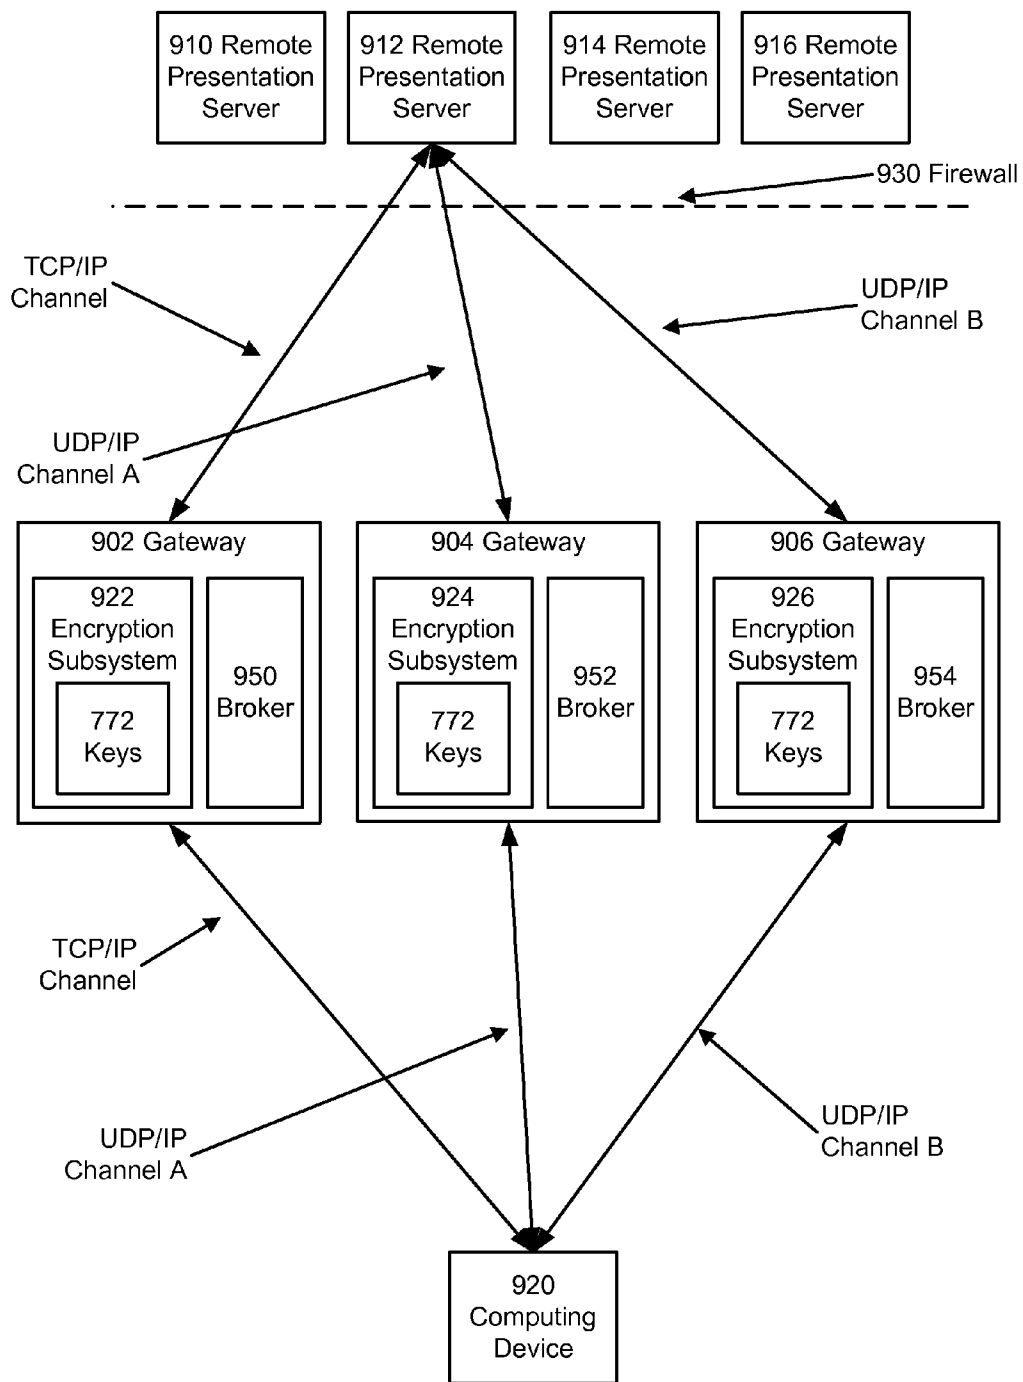 910 Remote
Presentation
Server
912 Remote
Presentation
Server
914 Remote
Presentation
Server
916 Remote
Presentation
Server
930 Firewall
TCP/IP
Channel
UDP/IP
Channel B
UDP/IP
Channel A
902 Gateway
922
Encryption
Subsystem
772
Keys
950
Broker
904 Gateway
924
Encryption
Subsystem
772
Keys
952
Broker
906 Gateway
926
Encryption
Subsystem
772
Keys
954
Broker
TCP/IP
Channel
UDP/IP
Channel A
UDP/IP
Channel B
920
Computing
Device